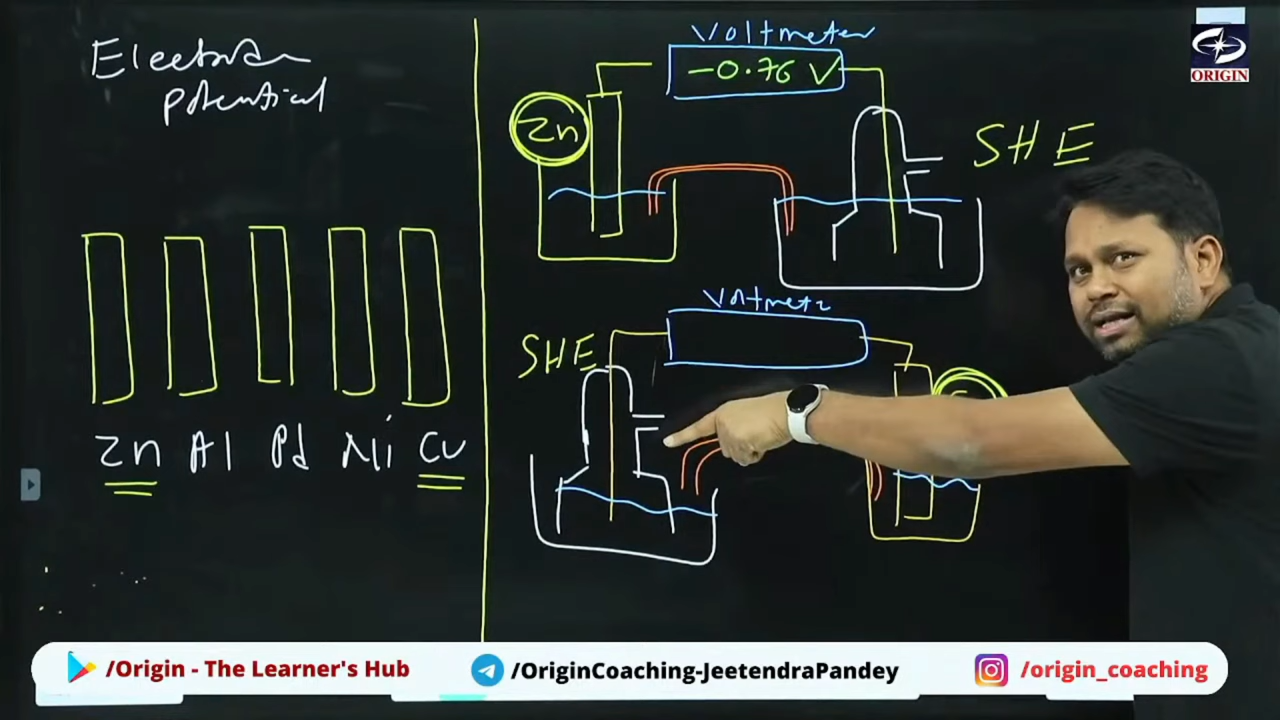 Electrode
potential
Zn Al Pd Ni Cu
Voltmeter
-0.76 V
Zn
SHE
Voltmetr
SHE
ORIGIN
/Origin - The Learner's Hub
/OriginCoaching-JeetendraPandey
/origin_coaching